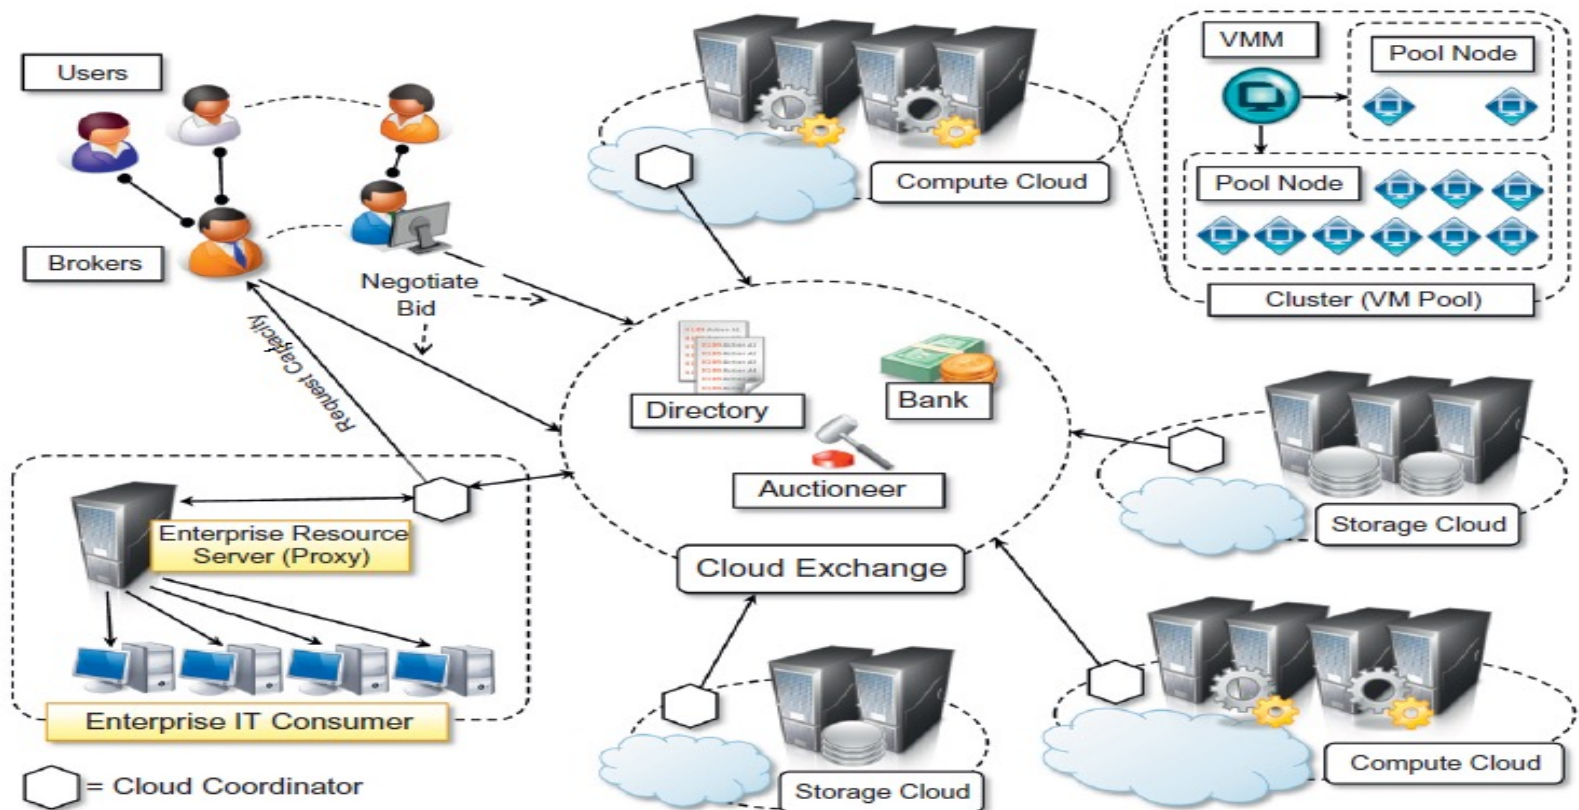 Users
VMM
Pool Node
Compute Cloud
Pool Node
Brokers
Negotiate
Bid
Cluster (VM Pool)
Request Capacity
Directory
Bank
Auctioneer
Enterprise Resource
Server (Proxy)
Storage Cloud
Cloud Exchange
Enterprise IT Consumer
Compute Cloud
= Cloud Coordinator
Storage Cloud